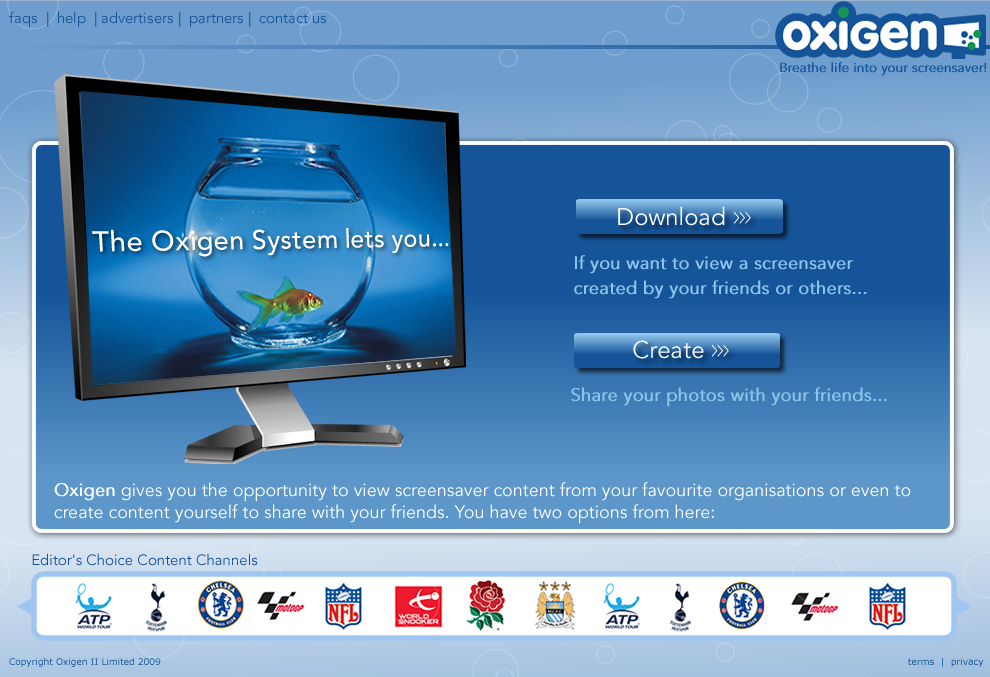 faqs | help | advertisers | partners | contact us
oxigen
Breathe life into your screensaver!
The Oxigen System lets you...
Download >>>
If you want to view a screensaver
created by your friends or others...
Create >>>
Share your photos with your friends...
Oxigen gives you the opportunity to view screensaver content from your favourite organisations or even to
create content yourself to share with your friends. You have two options from here:
Editor's Choice Content Channels
ATP WORLD TOUR
TOTTENHAM HOTSPUR
CHELSEA FOOTBALL CLUB
motoGP
NFL
WORLD SNOOKER
ATP WORLD TOUR
TOTTENHAM HOTSPUR
CHELSEA FOOTBALL CLUB
motoGP
NFL
Copyright Oxigen II Limited 2009
terms | privacy